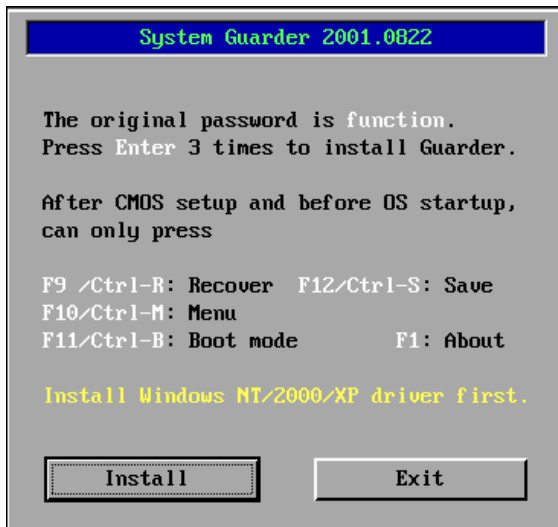 System Guarder 2001.0822
The original password is function.
Press Enter 3 times to install Guarder.
After CMOS setup and before OS startup,
can only press
F9 /Ctrl-R: Recover F12/Ctrl-S: Save
F10/Ctrl-M: Menu
F11/Ctrl-B: Boot mode F1: About
Install Windows NT/2000/XP driver first.
Install Exit